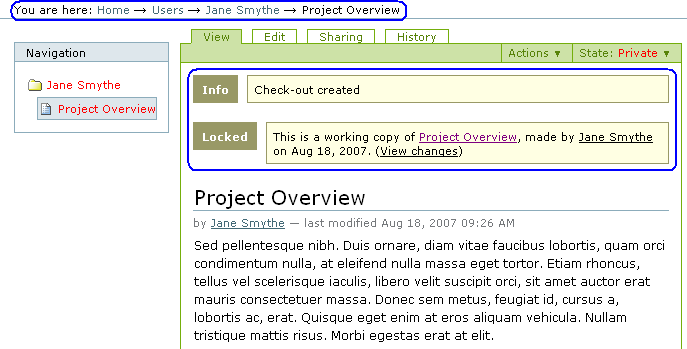 You are here: Home → Users → Jane Smythe → Project Overview
Navigation
Jane Smythe
Project Overview
View Edit Sharing History
Actions ▼ State: Private ▼
Info Check-out created
Locked This is a working copy of Project Overview, made by Jane Smythe
on Aug 18, 2007. (View changes)
Project Overview
by Jane Smythe — last modified Aug 18, 2007 09:26 AM
Sed pellentesque nibh. Duis ornare, diam vitae faucibus lobortis, quam orci
condimentum nulla, at eleifend nulla massa eget tortor. Etiam rhoncus,
tellus vel scelerisque iaculis, libero velit suscipit orci, sit amet auctor erat
mauris consectetuer massa. Donec sem metus, feugiat id, cursus a,
lobortis ac, erat. Quisque eget enim at eros aliquam vehicula. Nullam
tristique mattis risus. Morbi egestas erat at elit.